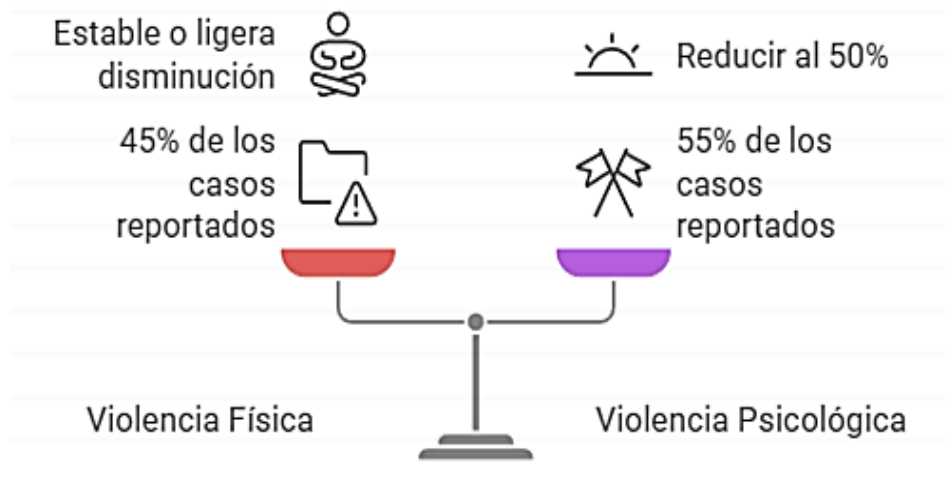 Estable o ligera
disminución
Reducir al 50%
45% de los
casos
reportados
55% de los
casos
reportados
Violencia Física
Violencia Psicológica